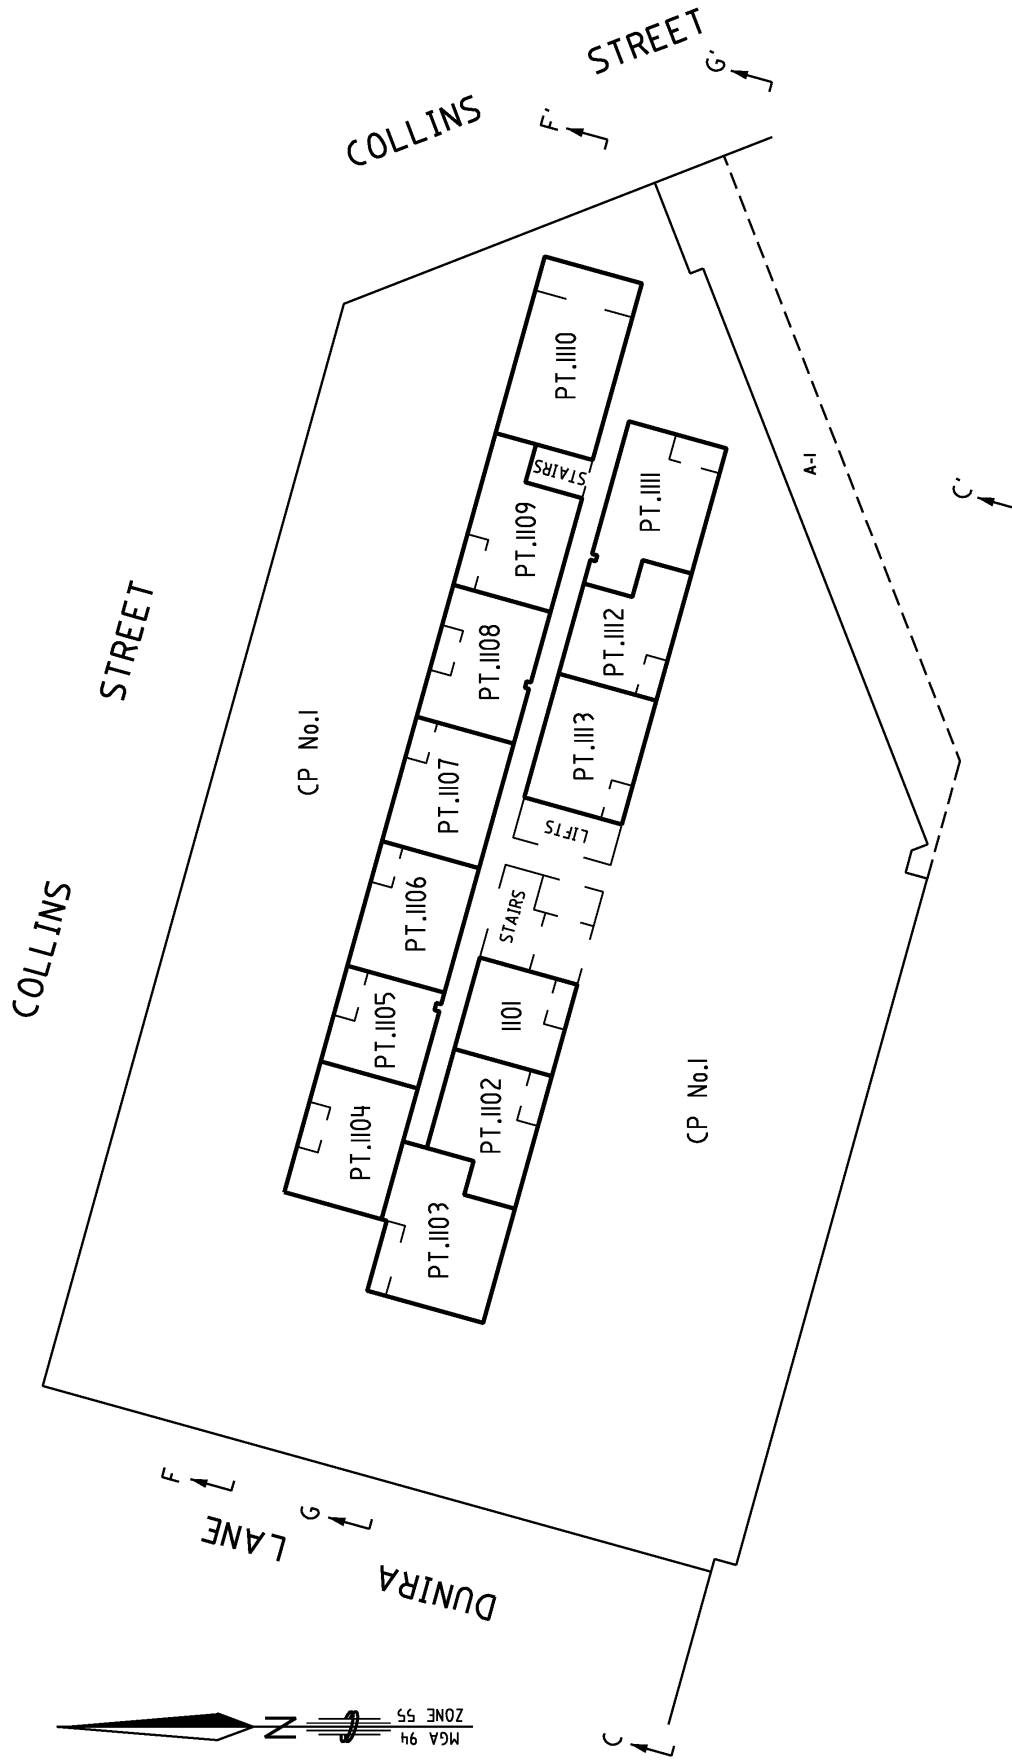 COLLINS STREET
G'
F'
COLLINS STREET
CP No.1
PT.1110
STAIRS
PT.1109
PT.1111
A-1
C'
PT.1108
PT.1112
PT.1107
PT.1113
LIFTS
PT.1106
STAIRS
PT.1105
1101
PT.1104
PT.1102
PT.1103
CP No.1
F
G
DUNIRA LANE
C
N
MGA 94
ZONE 55